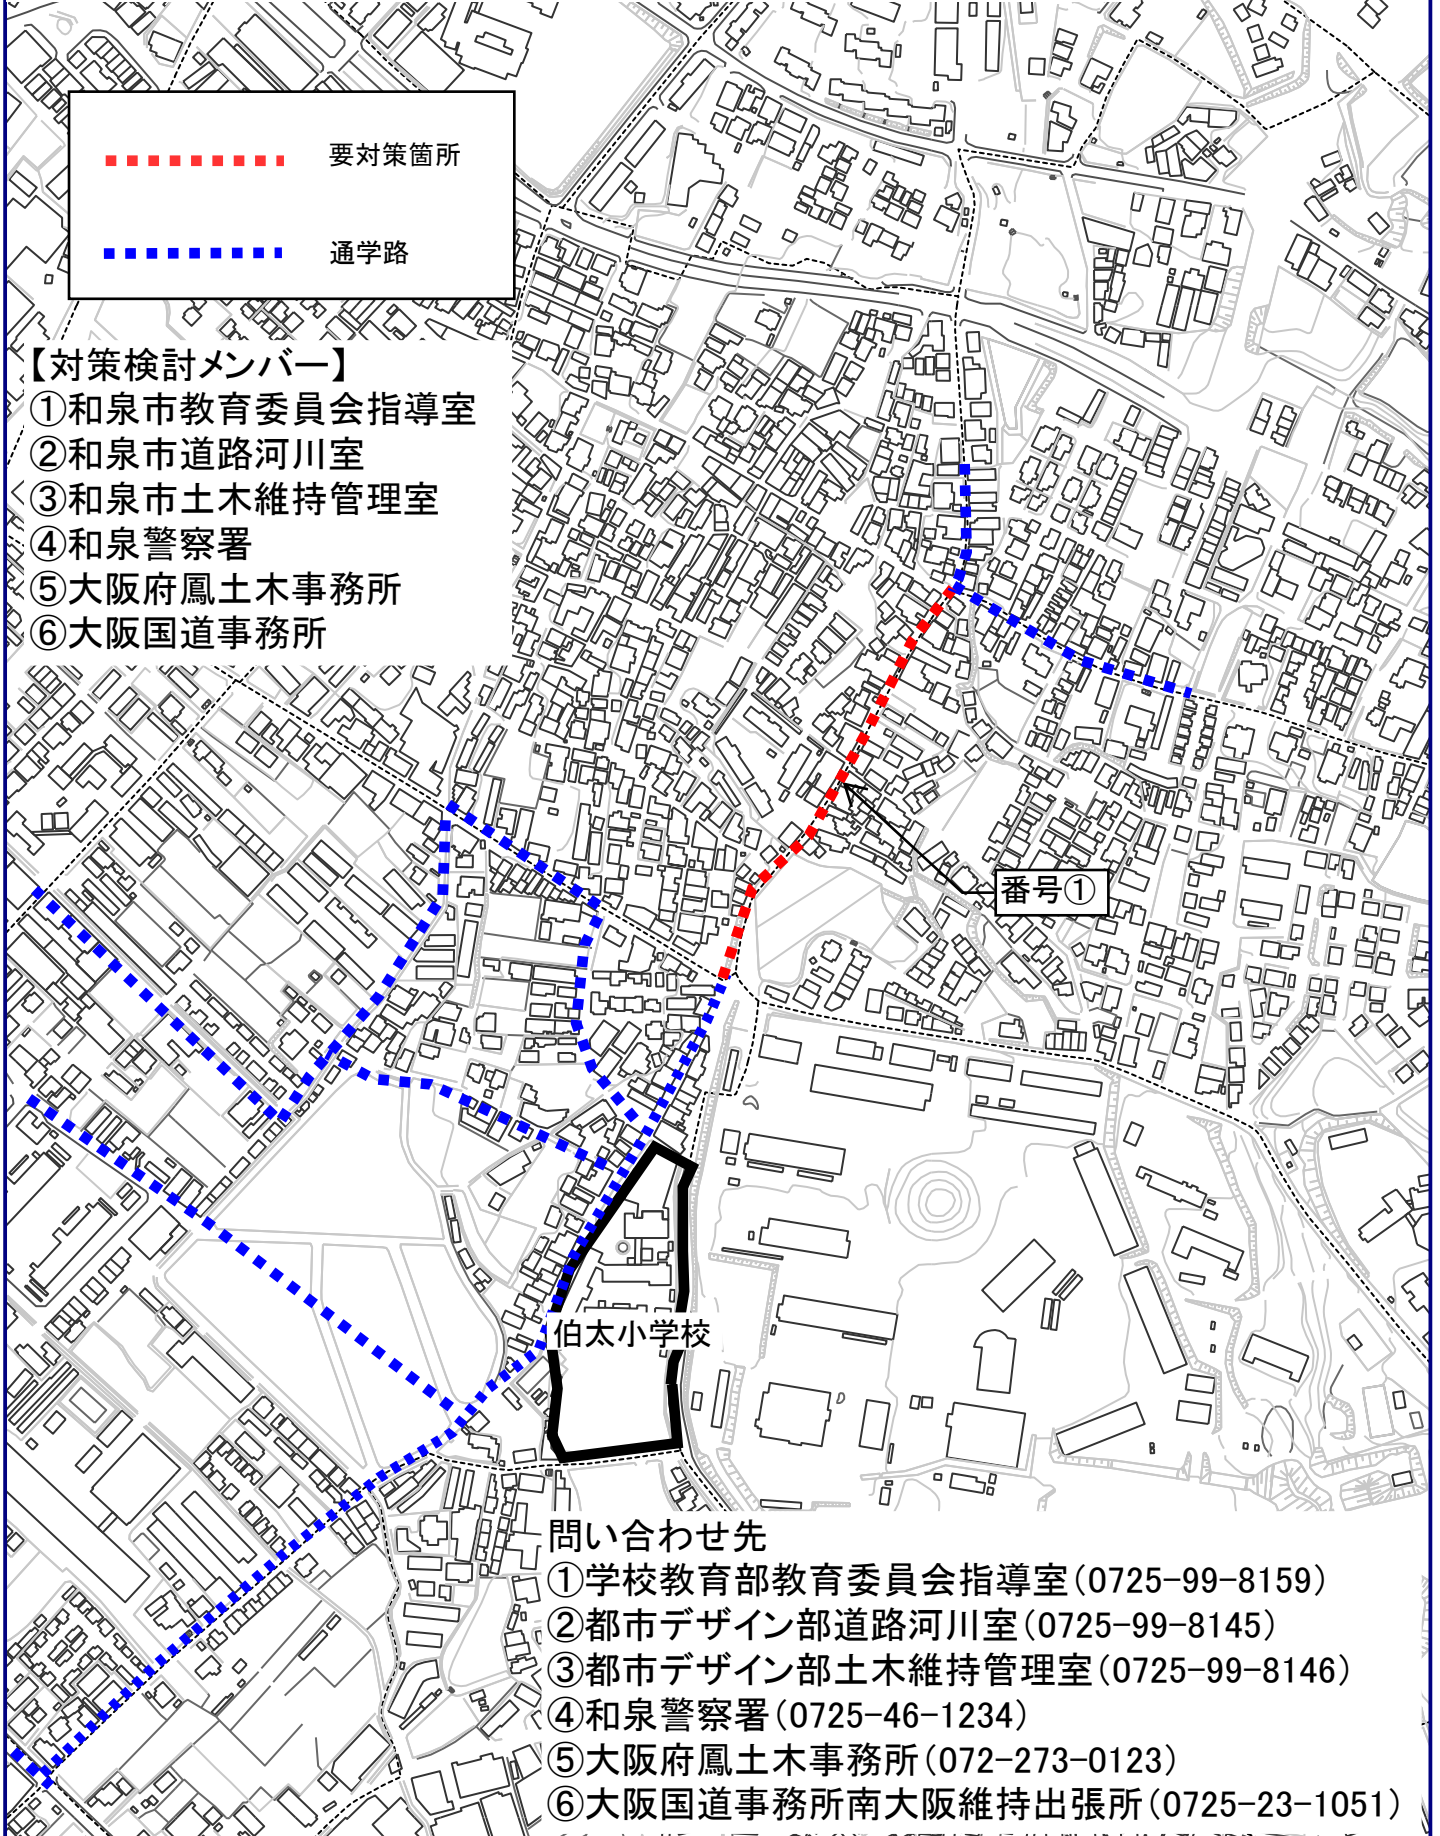 要対策箇所
通学路
【対策検討メンバー】
①和泉市教育委員会指導室
②和泉市道路河川室
③和泉市土木維持管理室
④和泉警察署
⑤大阪府鳳土木事務所
⑥大阪国道事務所
番号①
伯太小学校
問い合わせ先
①学校教育部教育委員会指導室(0725-99-8159)
②都市デザイン部道路河川室(0725-99-8145)
③都市デザイン部土木維持管理室(0725-99-8146)
④和泉警察署(0725-46-1234)
⑤大阪府鳳土木事務所(072-273-0123)
⑥大阪国道事務所南大阪維持出張所(0725-23-1051)